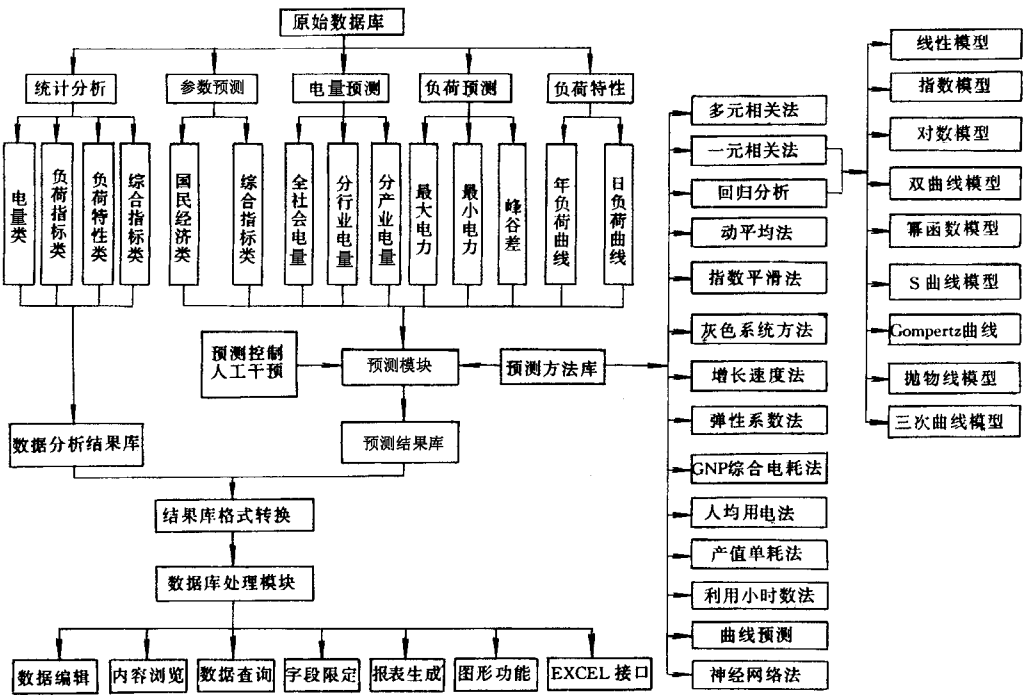 原始数据库
统计分析
参数预测
电量预测
负荷预测
负荷特性
电量类
负荷指标类
负荷特性类
综合指标类
国民经济类
综合指标类
全社会电量
分行业电量
分产业电量
最大电力
最小电力
峰谷差
年负荷曲线
日负荷曲线
预测控制
人工干预
预测模块
预测方法库
数据分析结果库
预测结果库
结果库格式转换
数据库处理模块
数据编辑
内容浏览
数据查询
字段限定
报表生成
图形功能
EXCEL 接口
多元相关法
一元相关法
回归分析
动平均法
指数平滑法
灰色系统方法
增长速度法
弹性系数法
GNP综合电耗法
人均用电法
产值单耗法
利用小时数法
曲线预测
神经网络法
线性模型
指数模型
对数模型
双曲线模型
幂函数模型
S 曲线模型
Gompertz曲线
抛物线模型
三次曲线模型